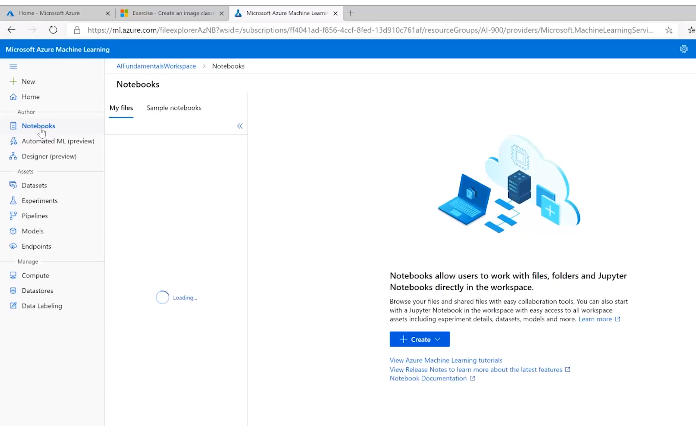 Home - Microsoft Azure
Exercise - Create an image class
Microsoft Azure Machine Learnin
https://ml.azure.com/fileexplorerAzNB?wsid=/subscriptions/ff4041ad-f856-4ccf-8fed-13d910c761af/resourceGroups/AI-900/providers/Microsoft.MachineLearningServi...
Microsoft Azure Machine Learning
New
Home
Author
Notebooks
Automated ML (preview)
Designer (preview)
Assets
Datasets
Experiments
Pipelines
Models
Endpoints
Manage
Compute
Datastores
Data Labeling
AIFundamentalsWorkspace > Notebooks
Notebooks
My files Sample notebooks
Loading...
Notebooks allow users to work with files, folders and Jupyter
Notebooks directly in the workspace.
Browse your files and shared files with easy collaboration tools. You can also start
with a Jupyter Notebook in the workspace with easy access to all workspace
assets including experiment details, datasets, models and more. Learn more
Create
View Azure Machine Learning tutorials
View Release Notes to learn more about the latest features
Notebook Documentation